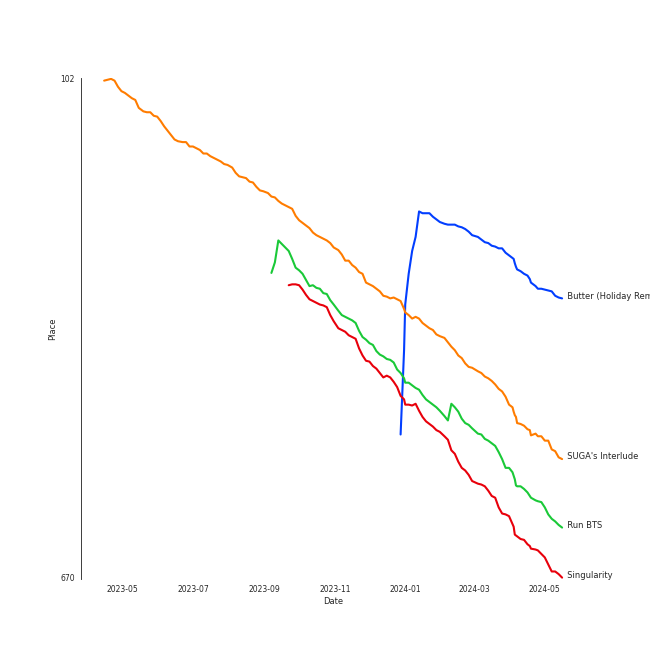 102
Place
670
2023-05
2023-07
2023-09
2023-11
2024-01
2024-03
2024-05
Date
Butter (Holiday Rem
SUGA's Interlude
Run BTS
Singularity